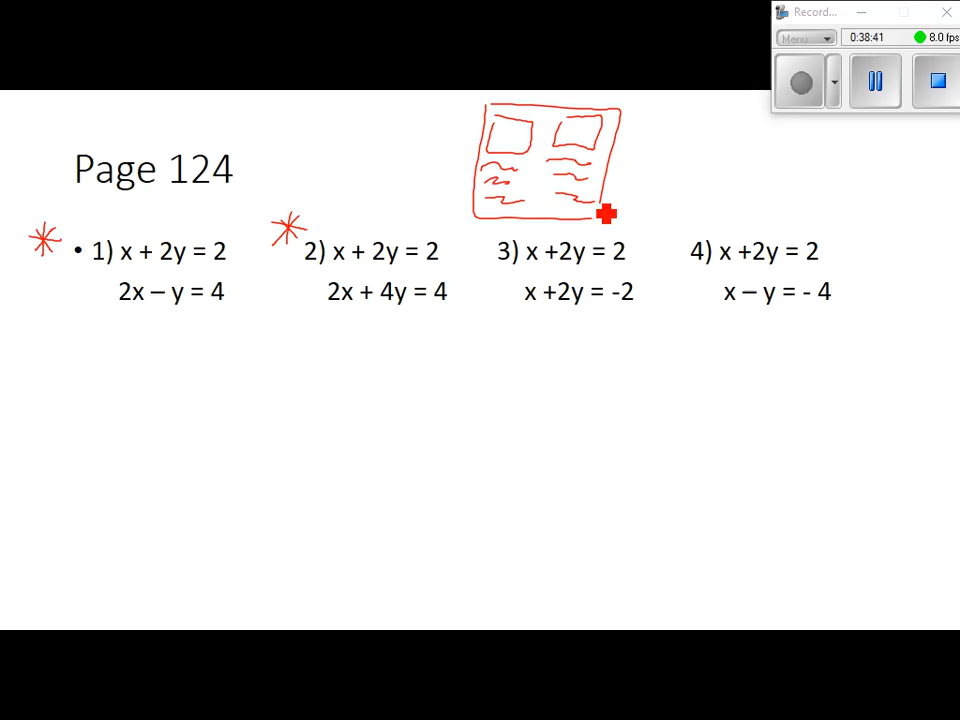 Record...
Menu
0:38:41
8.0 fps
Page 124
• 1) x + 2y = 2 2) x + 2y = 2 3) x +2y = 2 4) x +2y = 2
2x – y = 4 2x + 4y = 4 x +2y = -2 x – y = - 4